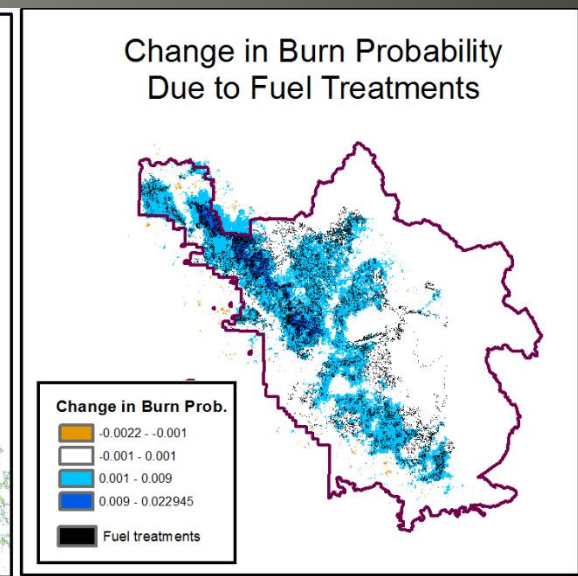 Change in Burn Probability
Due to Fuel Treatments
Change in Burn Prob.
-0.0022 - -0.001
-0.001 - 0.001
0.001 - 0.009
0.009 - 0.022945
Fuel treatments